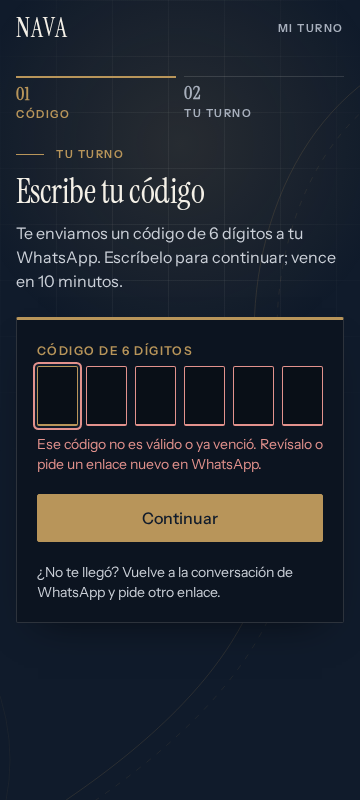 NAVA
MI TURNO
01
CÓDIGO
02
TU TURNO
TU TURNO
Escribe tu código
Te enviamos un código de 6 dígitos a tu
WhatsApp. Escríbelo para continuar; vence
en 10 minutos.
CÓDIGO DE 6 DÍGITOS
Ese código no es válido o ya venció. Revísalo o
pide un enlace nuevo en WhatsApp.
Continuar
¿No te llegó? Vuelve a la conversación de
WhatsApp y pide otro enlace.